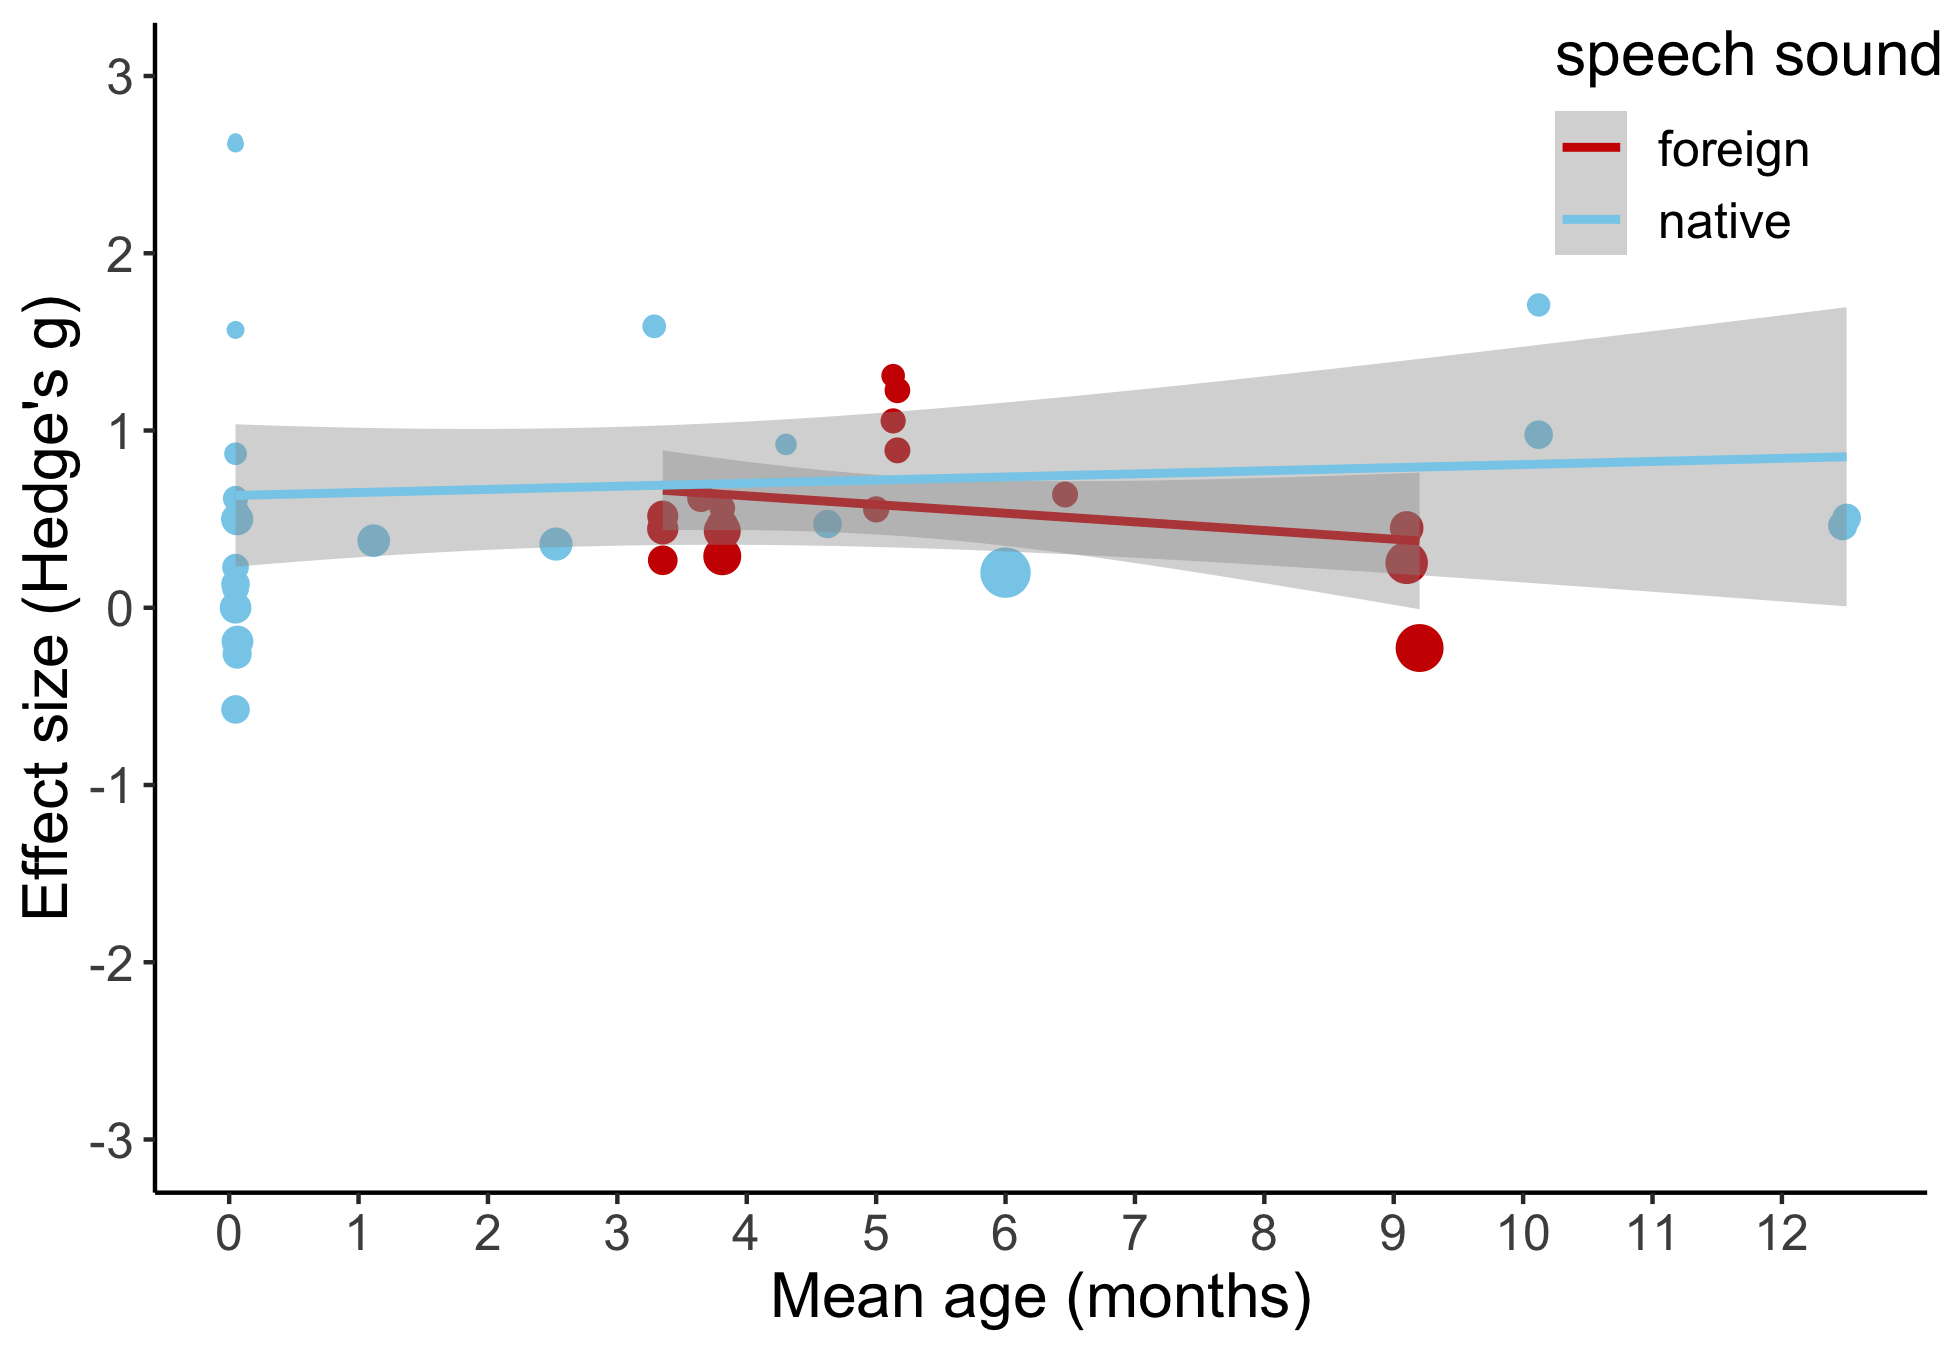 speech sound
foreign
native
3
2
1
0
-1
-2
-3
Effect size (Hedge's g)
0 1 2 3 4 5 6 7 8 9 10 11 12
Mean age (months)